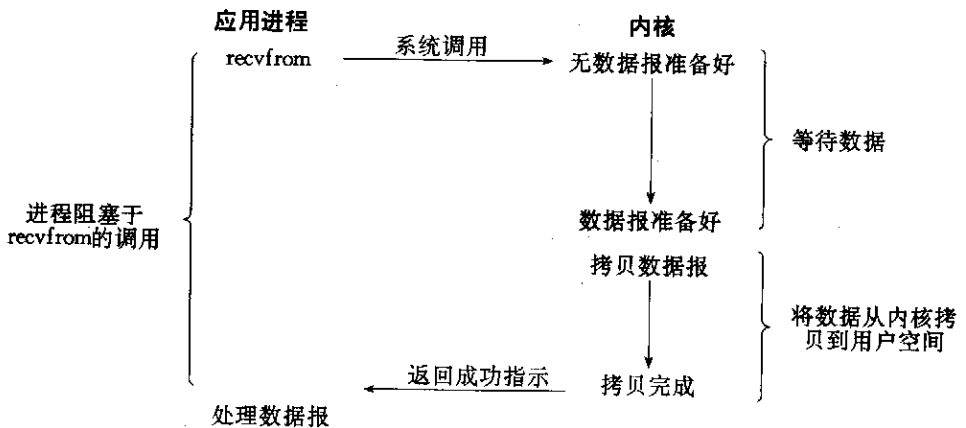 应用进程
内核
recvfrom
系统调用
无数据报准备好
等待数据
进程阻塞于
recvfrom的调用
数据报准备好
拷贝数据报
将数据从内核拷
贝到用户空间
返回成功指示
拷贝完成
处理数据报